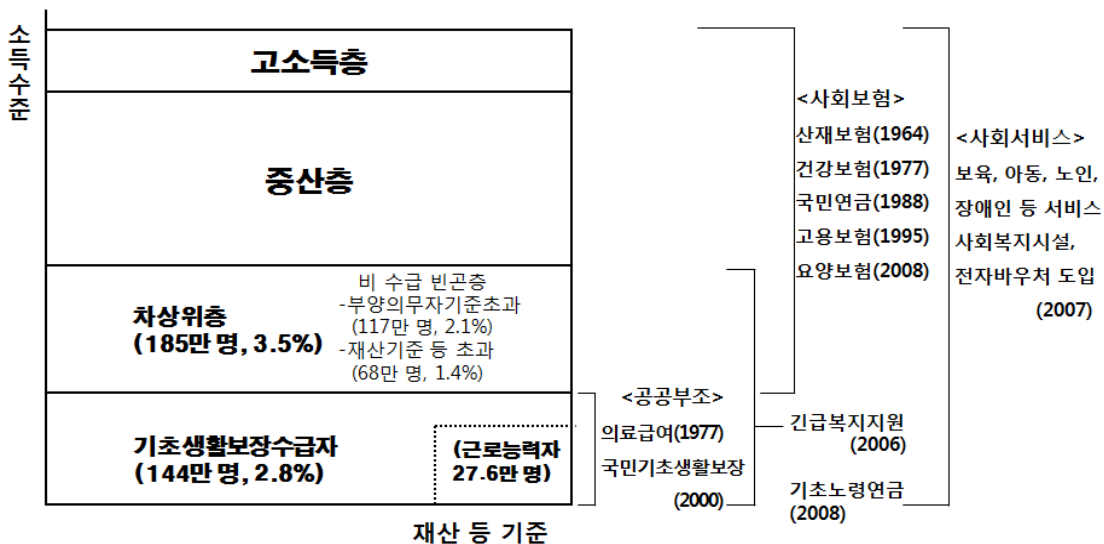 소득수준
고소득층
중산층
차상위층
(185만 명, 3.5%)
비 수급 빈곤층
-부양의무자기준초과
(117만 명, 2.1%)
-재산기준 등 초과
(68만 명, 1.4%)
기초생활보장수급자
(144만 명, 2.8%)
(근로능력자
27.6만 명)
재산 등 기준
<공공부조>
의료급여(1977)
국민기초생활보장
(2000)
<사회보험>
산재보험(1964)
건강보험(1977)
국민연금(1988)
고용보험(1995)
요양보험(2008)
긴급복지지원
(2006)
기초노령연금
(2008)
<사회서비스>
보육, 아동, 노인,
장애인 등 서비스
사회복지시설,
전자바우처 도입
(2007)